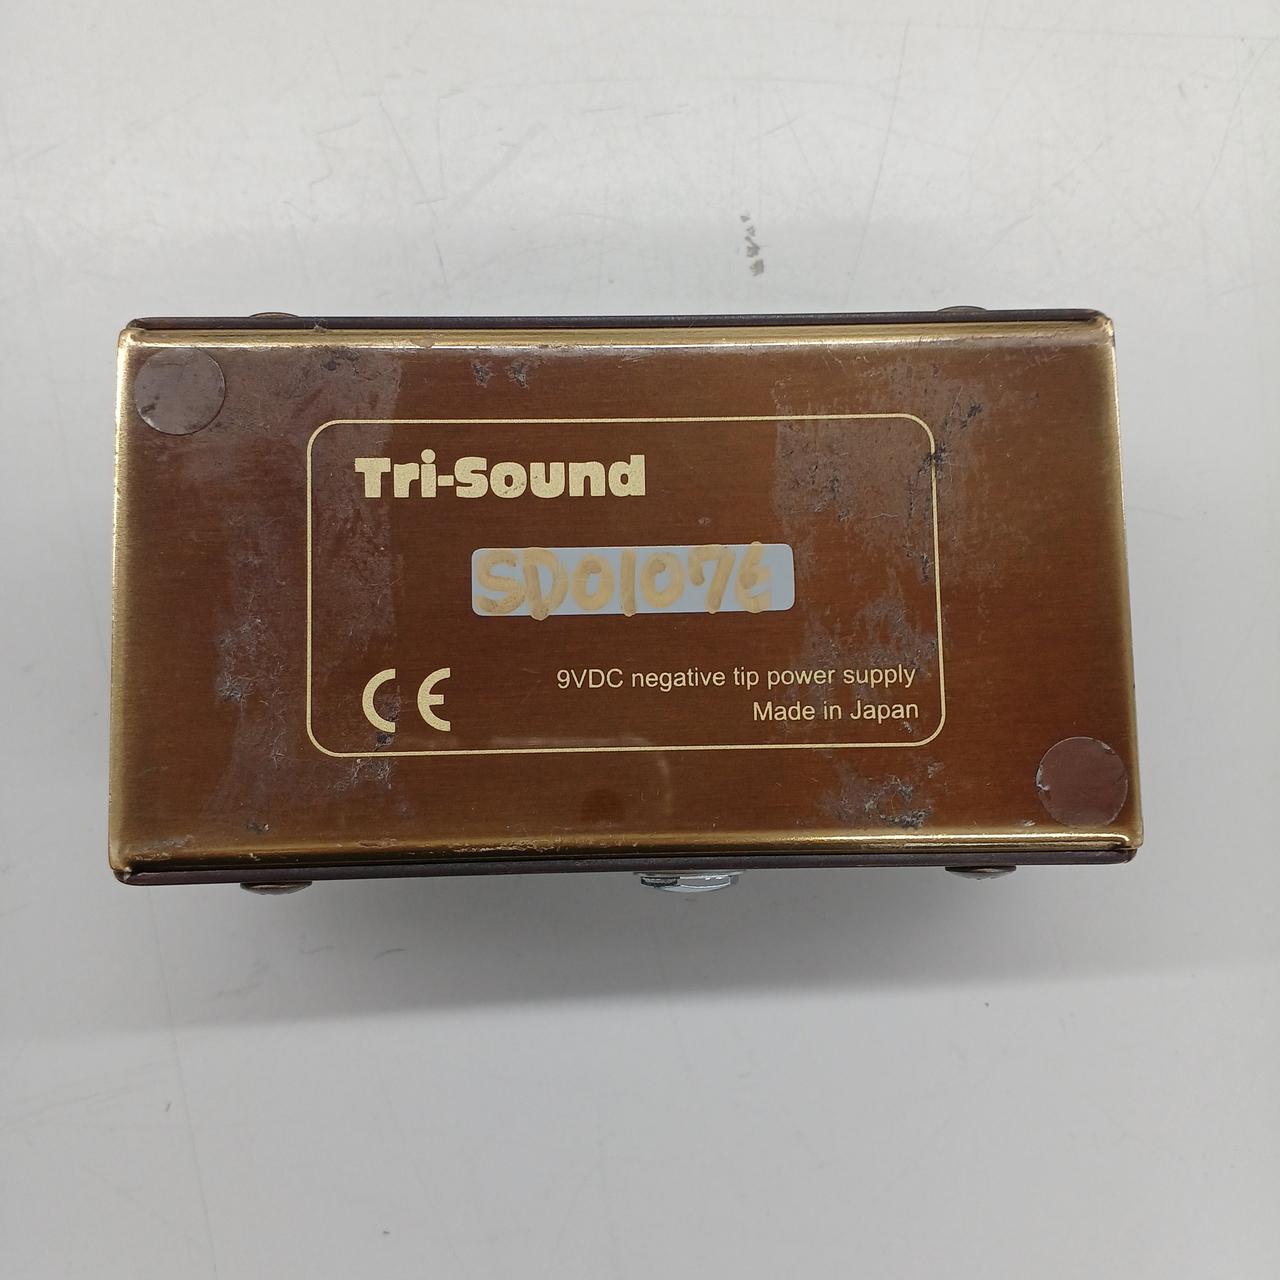 Tri-Sound
SD01076
CE
9VDC negative tip power supply
Made in Japan